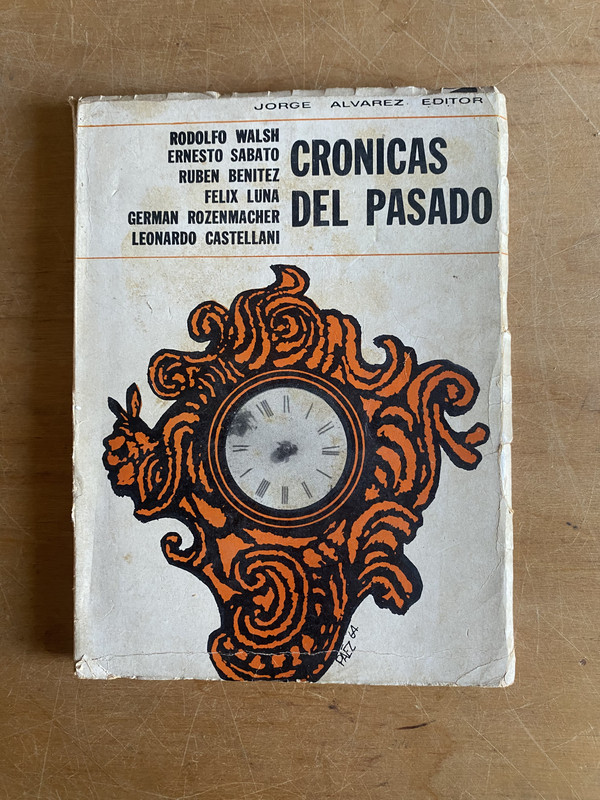 JORGE ALVAREZ EDITOR
RODOLFO WALSH
ERNESTO SABATO
RUBEN BENITEZ
FELIX LUNA
GERMAN ROZENMACHER
LEONARDO CASTELLANI
CRONICAS
DEL PASADO
PAEZ 64